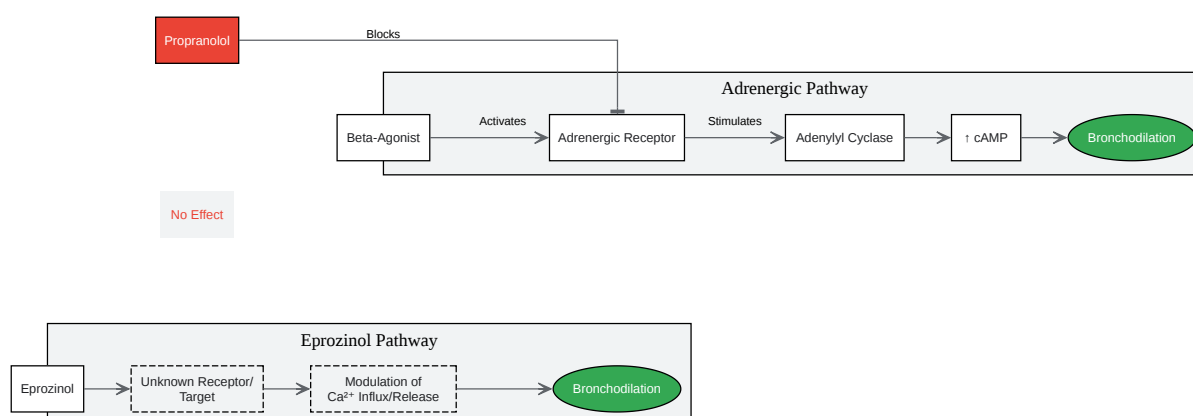 Propranolol
Blocks
Adrenergic Pathway
Beta-Agonist
Activates
Adrenergic Receptor
Stimulates
Adenylyl Cyclase
↑ cAMP
Bronchodilation
No Effect
Eprozinol Pathway
Eprozinol
Unknown Receptor/
Target
Modulation of
Ca²⁺ Influx/Release
Bronchodilation